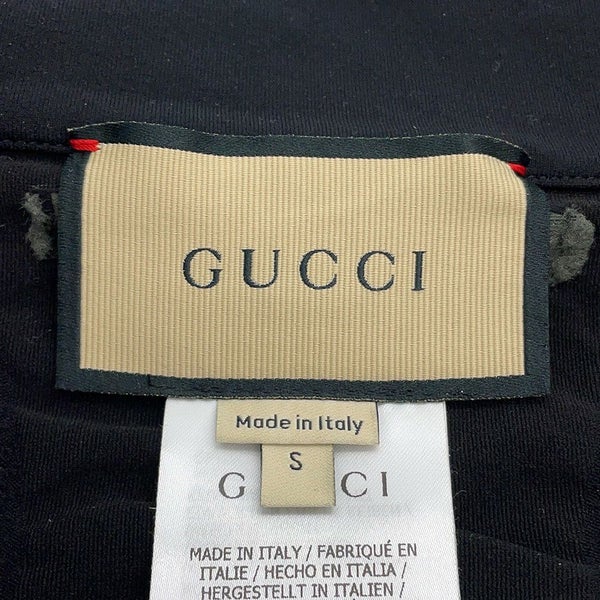 GUCCI
Made in Italy
S
G CCI
MADE IN ITALY / FABRIQUÉ EN
ITALIE / HECHO EN ITALIA /
HERGESTELLT IN ITALIEN /